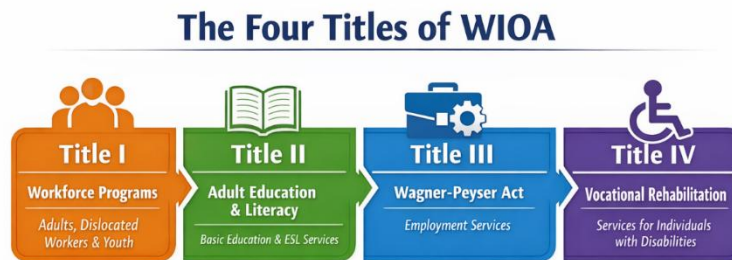 The Four Titles of WIOA
Title I
Workforce Programs
Adults, Dislocated
Workers & Youth
Title II
Adult Education
& Literacy
Basic Education & ESL Services
Title III
Wagner-Peyser Act
Employment Services
Title IV
Vocational Rehabilitation
Services for Individuals
with Disabilities